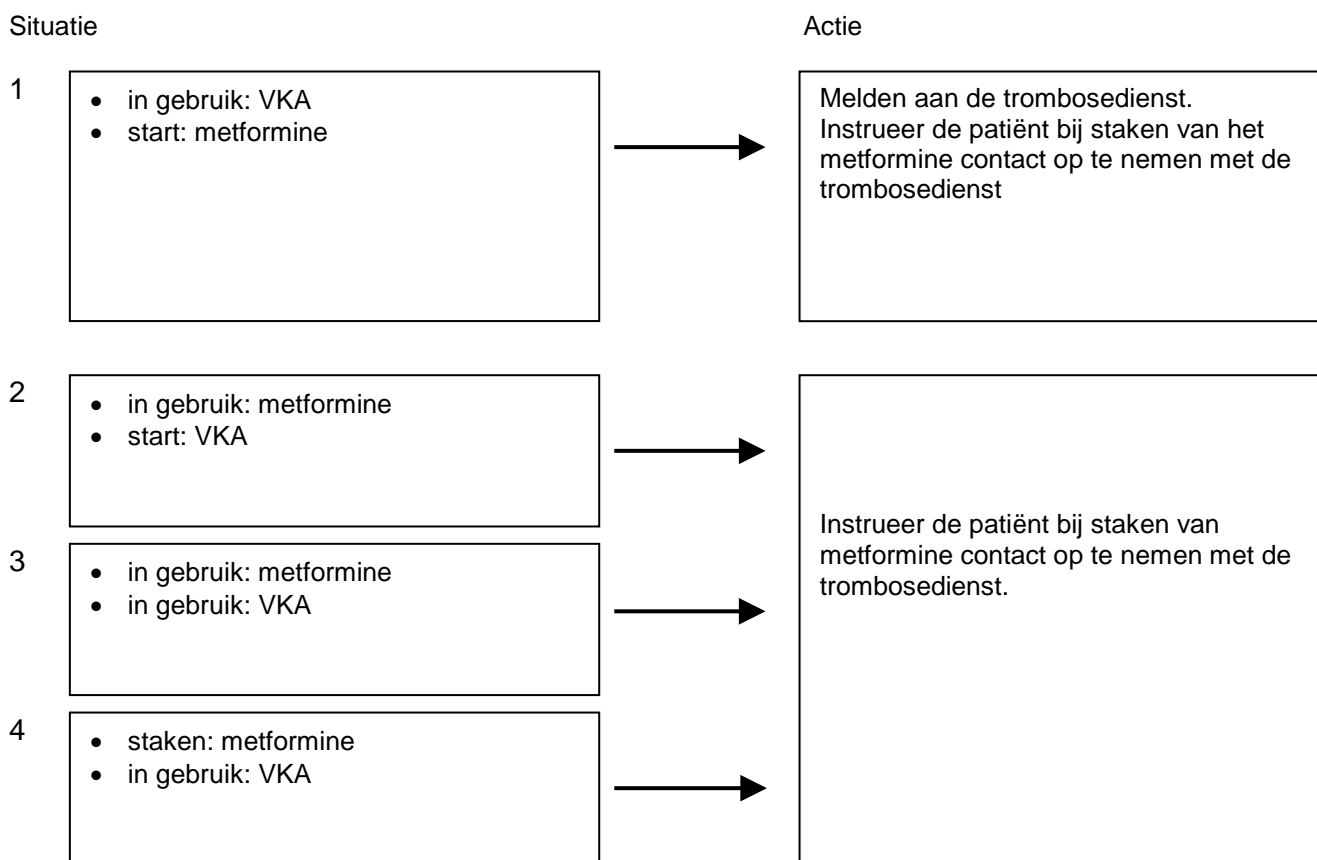 Situatie
Actie
1
• in gebruik: VKA
• start: metformine
Melden aan de trombosedienst.
Instrueer de patiënt bij staken van het
metformine contact op te nemen met de
trombosedienst
2
• in gebruik: metformine
• start: VKA
3
• in gebruik: metformine
• in gebruik: VKA
4
• staken: metformine
• in gebruik: VKA
Instrueer de patiënt bij staken van
metformine contact op te nemen met de
trombosedienst.